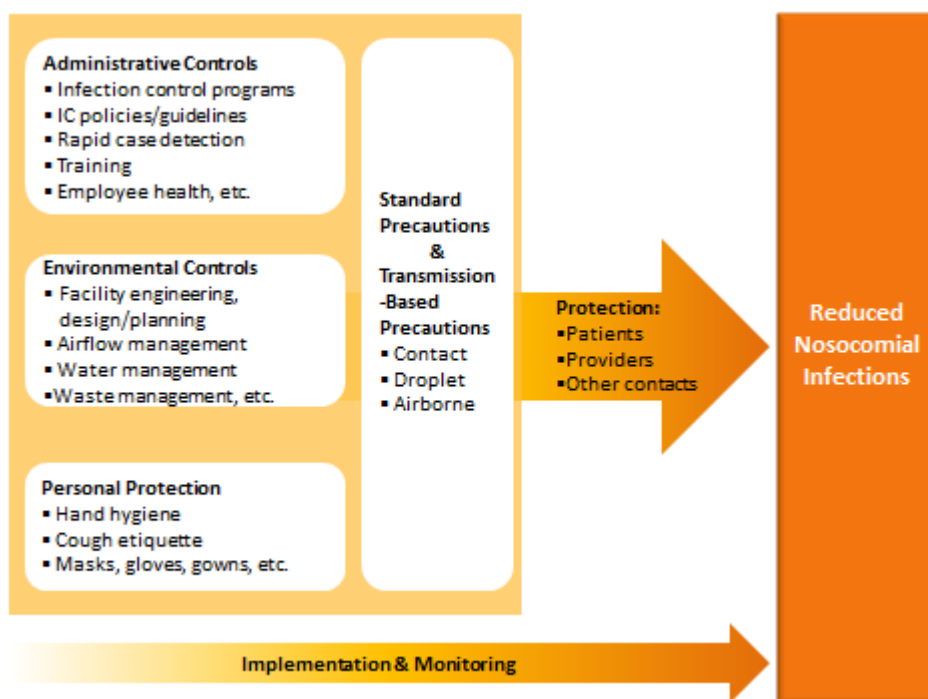 Administrative Controls
▪ Infection control programs
▪ IC policies/guidelines
▪ Rapid case detection
▪ Training
▪ Employee health, etc.
Environmental Controls
▪ Facility engineering,
design/planning
▪ Airflow management
▪ Water management
▪ Waste management, etc.
Personal Protection
▪ Hand hygiene
▪ Cough etiquette
▪ Masks, gloves, gowns, etc.
Standard
Precautions
&
Transmission
-Based
Precautions
▪ Contact
▪ Droplet
▪ Airborne
Protection:
▪Patients
▪Providers
▪Other contacts
Reduced
Nosocomial
Infections
Implementation & Monitoring